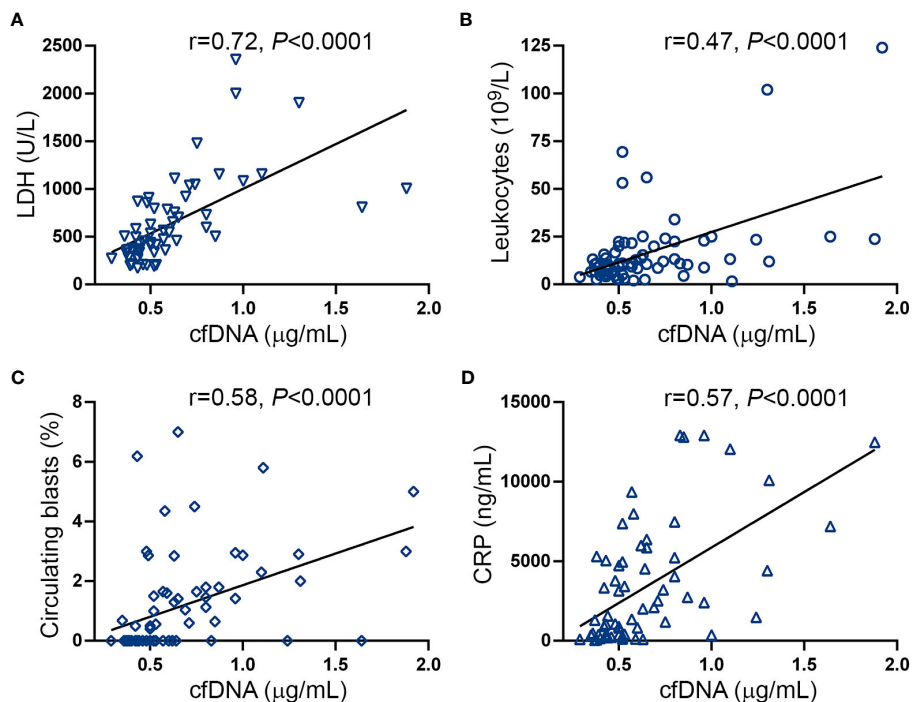 A
r=0.72, P<0.0001
LDH (U/L)
2500
2000
1500
1000
500
0
0.5 1.0 1.5 2.0
cfDNA (μg/mL)
B
r=0.47, P<0.0001
Leukocytes (10⁹/L)
125
100
75
50
25
0
0.5 1.0 1.5 2.0
cfDNA (μg/mL)
C
r=0.58, P<0.0001
Circulating blasts (%)
8
6
4
2
0
0.5 1.0 1.5 2.0
cfDNA (μg/mL)
D
r=0.57, P<0.0001
CRP (ng/mL)
15000
10000
5000
0
0.5 1.0 1.5 2.0
cfDNA (μg/mL)